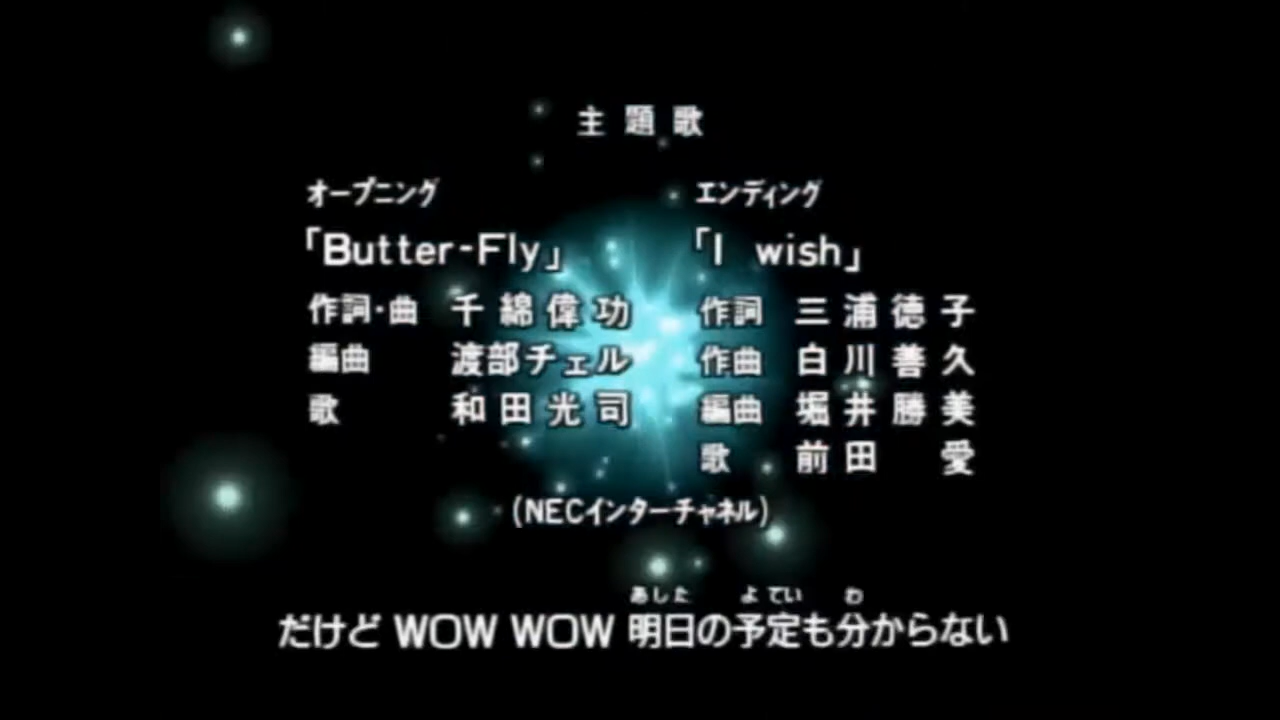 主題歌
オープニング
「Butter-Fly」
作詞・曲 千綿偉功
編曲 渡部チェル
歌 和田光司
エンディング
「I wish」
作詞 三浦徳子
作曲 白川善久
編曲 堀井勝美
歌 前田 愛
(NECインターチャネル)
あした よてい わ
だけど WOW WOW 明日の予定も分からない